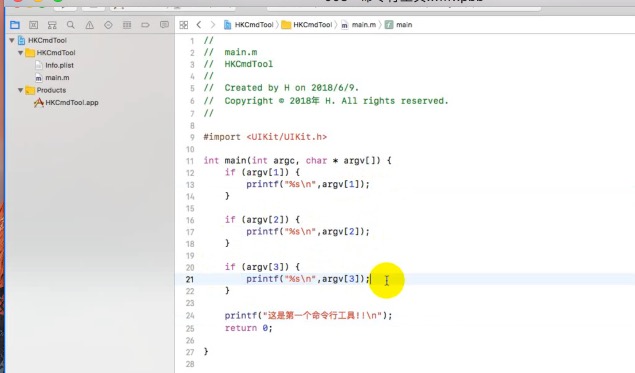 HKCmdTool
HKCmdTool
Info.plist
main.m
Products
HKCmdTool.app
HKCmdTool
HKCmdTool
main.m
main
1 //
2 // main.m
3 // HKCmdTool
4 //
5 // Created by H on 2018/6/9.
6 // Copyright © 2018年 H. All rights reserved.
7 //
8
9 #import <UIKit/UIKit.h>
10
11 int main(int argc, char * argv[]) {
12 if (argv[1]) {
13 printf("%s\n",argv[1]);
14 }
15
16 if (argv[2]) {
17 printf("%s\n",argv[2]);
18 }
19
20 if (argv[3]) {
21 printf("%s\n",argv[3]);
22 }
23
24 printf("这是第一个命令行工具!!\n");
25 return 0;
26
27 }
28